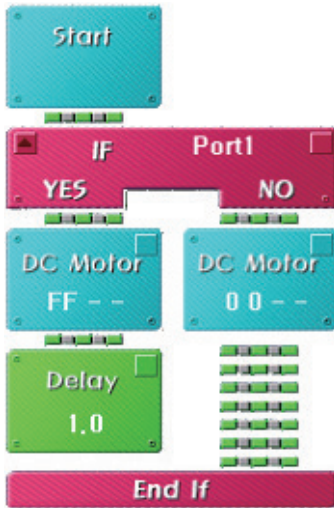 Start
IF Port1
YES NO
DC Motor DC Motor
FF - - 0 0 - -
Delay
1.0
End If